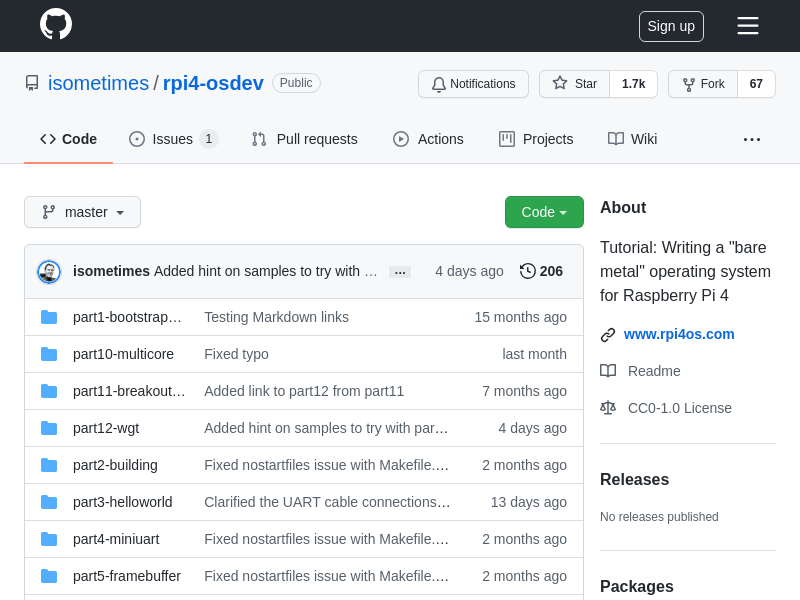 Sign up
isometimes / rpi4-osdev Public
Notifications Star 1.7k Fork 67
Code Issues 1 Pull requests Actions Projects Wiki ...
master Code
isometimes Added hint on samples to try with … ... 4 days ago 206
part1-bootstrap… Testing Markdown links 15 months ago
part10-multicore Fixed typo last month
part11-breakout… Added link to part12 from part11 7 months ago
part12-wgt Added hint on samples to try with par… 4 days ago
part2-building Fixed nostartfiles issue with Makefile.… 2 months ago
part3-helloworld Clarified the UART cable connections… 13 days ago
part4-miniuart Fixed nostartfiles issue with Makefile.… 2 months ago
part5-framebuffer Fixed nostartfiles issue with Makefile.… 2 months ago
About
Tutorial: Writing a "bare
metal" operating system
for Raspberry Pi 4
www.rpi4os.com
Readme
CC0-1.0 License
Releases
No releases published
Packages